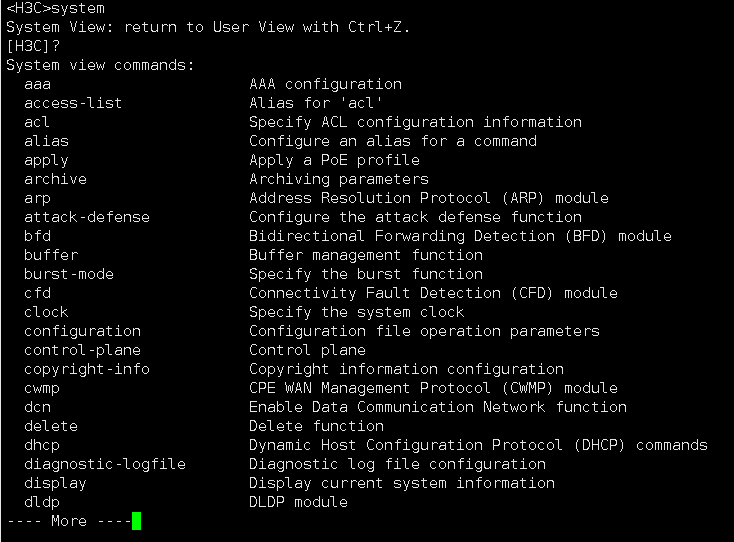 <H3C>system
System View: return to User View with Ctrl+Z.
[H3C]?
System view commands:
  aaa                      AAA configuration
  access-list              Alias for 'acl'
  acl                      Specify ACL configuration information
  alias                    Configure an alias for a command
  apply                    Apply a PoE profile
  archive                  Archiving parameters
  arp                      Address Resolution Protocol (ARP) module
  attack-defense           Configure the attack defense function
  bfd                      Bidirectional Forwarding Detection (BFD) module
  buffer                   Buffer management function
  burst-mode               Specify the burst function
  cfd                      Connectivity Fault Detection (CFD) module
  clock                    Specify the system clock
  configuration            Configuration file operation parameters
  control-plane            Control plane
  copyright-info           Copyright information configuration
  cwmp                     CPE WAN Management Protocol (CWMP) module
  dcn                      Enable Data Communication Network function
  delete                   Delete function
  dhcp                     Dynamic Host Configuration Protocol (DHCP) commands
  diagnostic-logfile       Diagnostic log file configuration
  display                  Display current system information
  dldp                     DLDP module
---- More ----